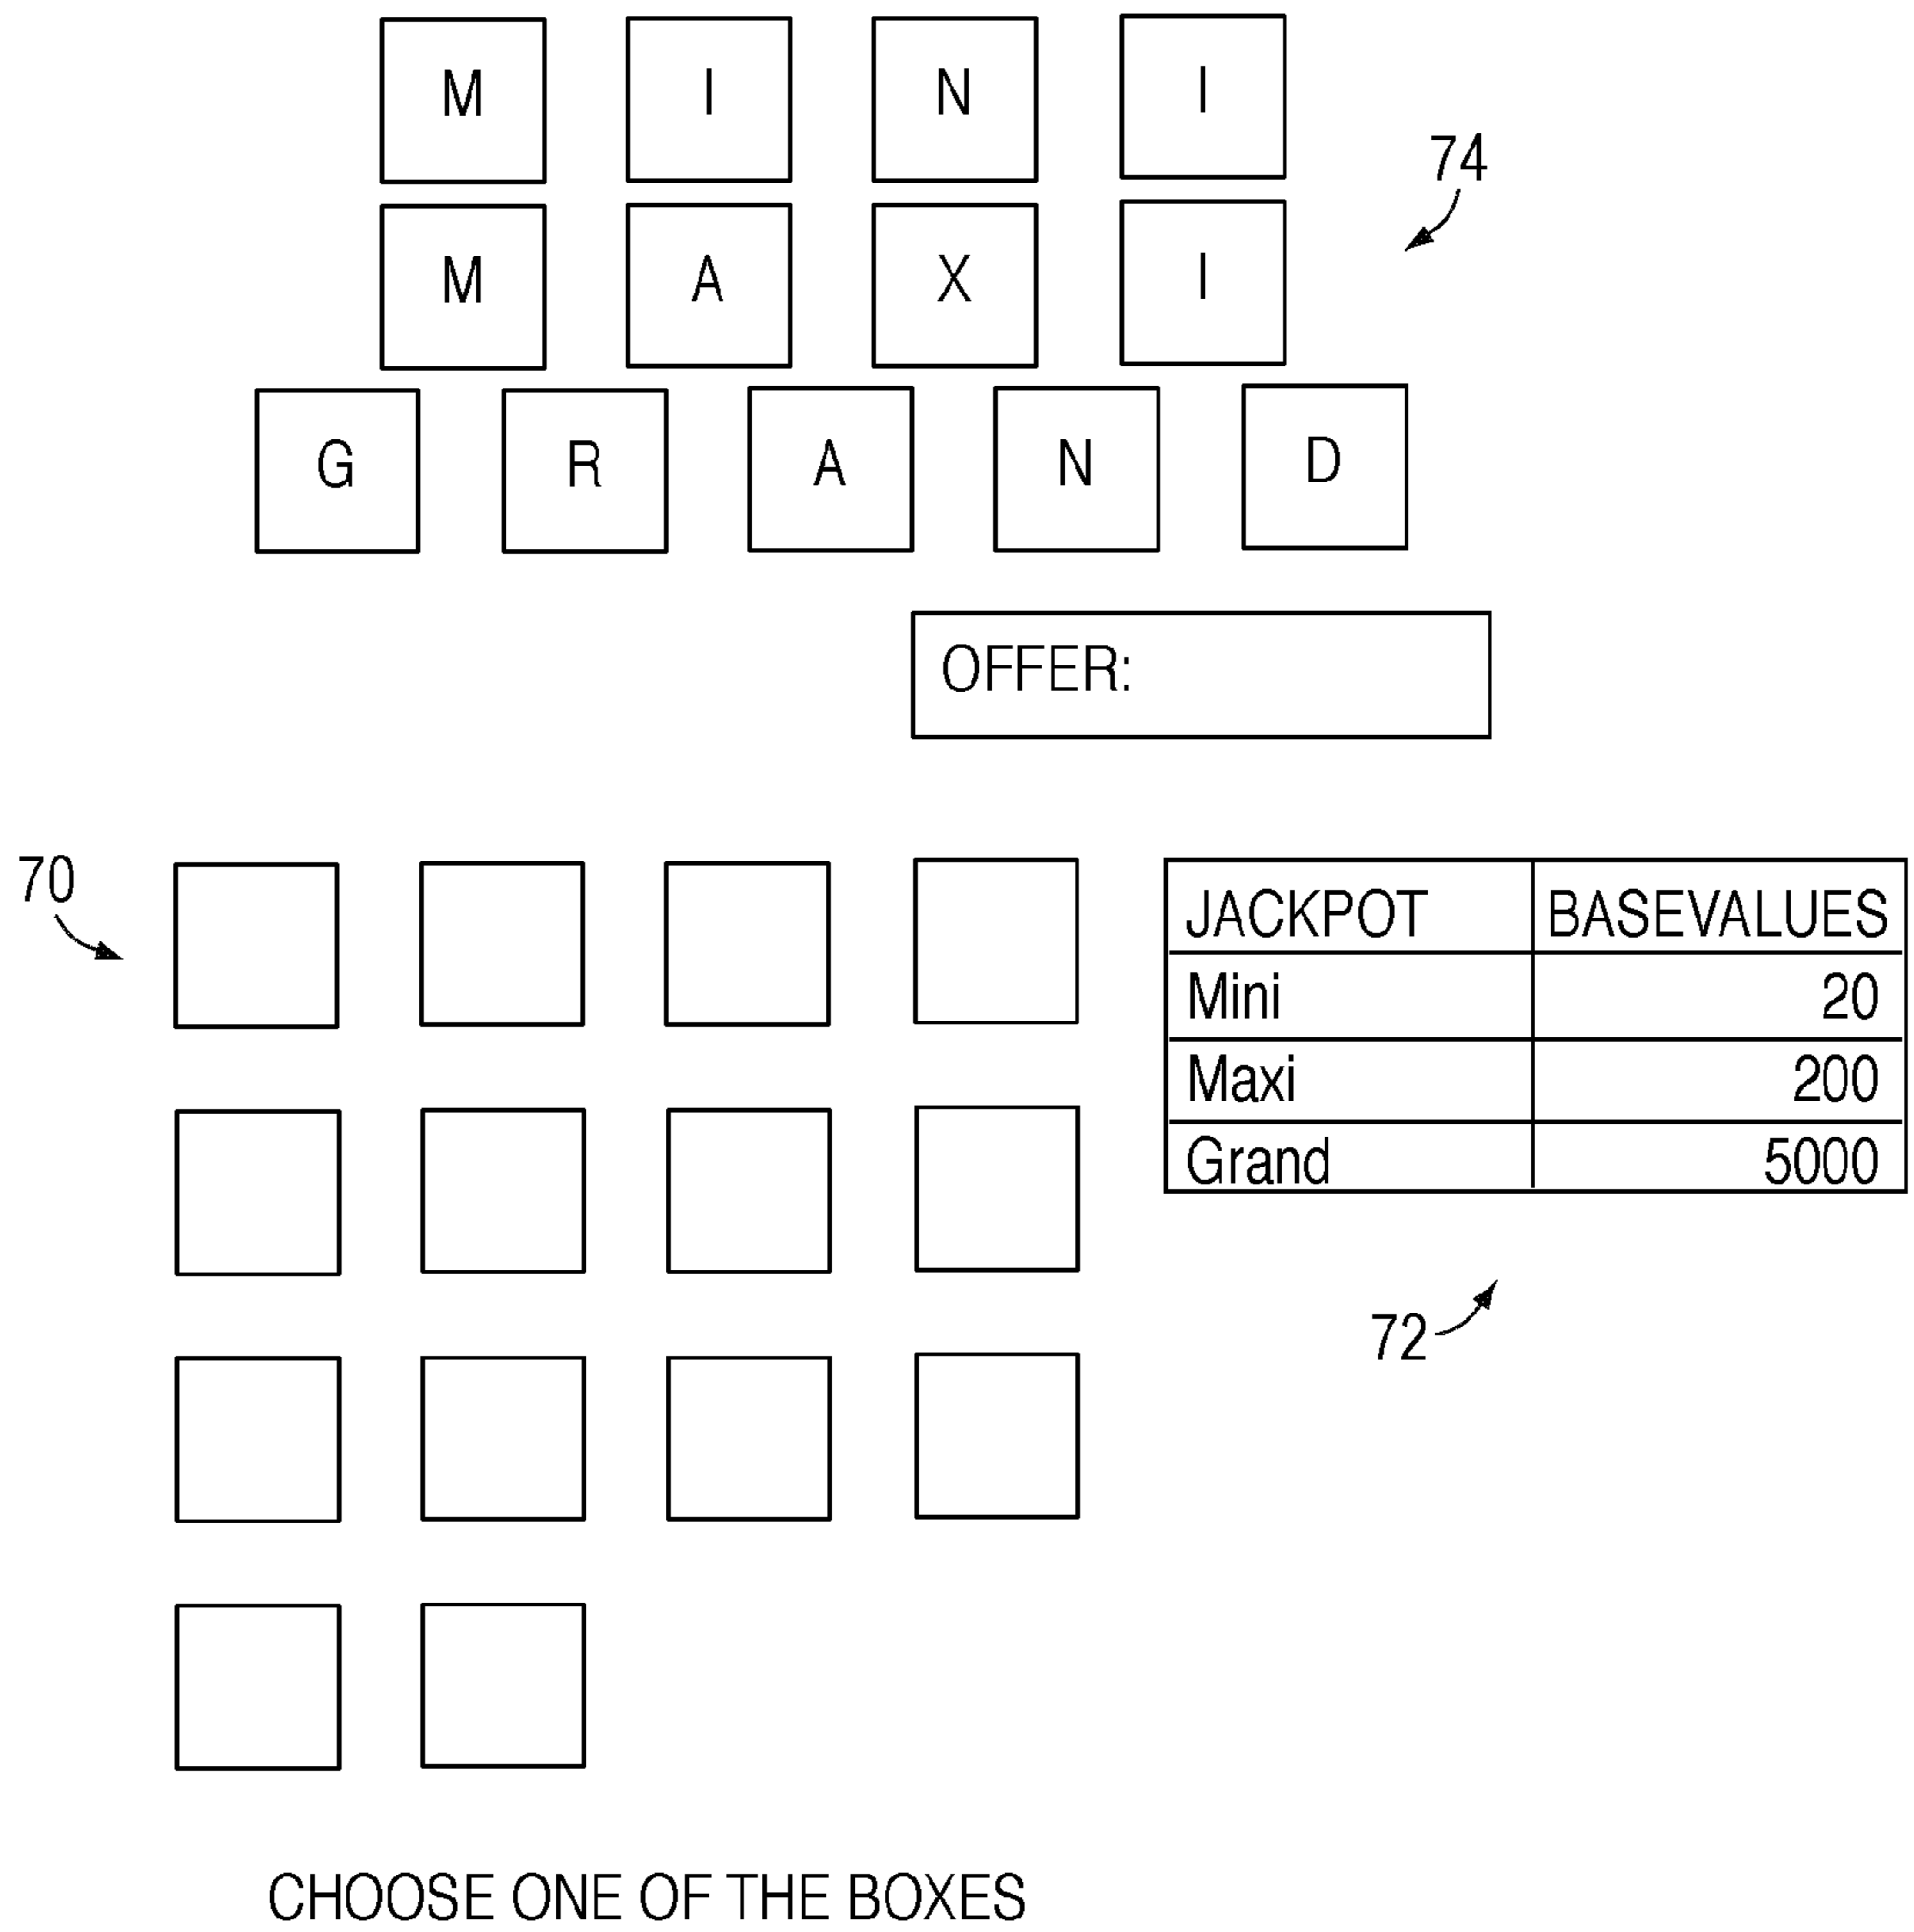 M I N I
74
M A X I
G R A N D
OFFER:
70
JACKPOT BASEVALUES
Mini 20
Maxi 200
Grand 5000
72
CHOOSE ONE OF THE BOXES